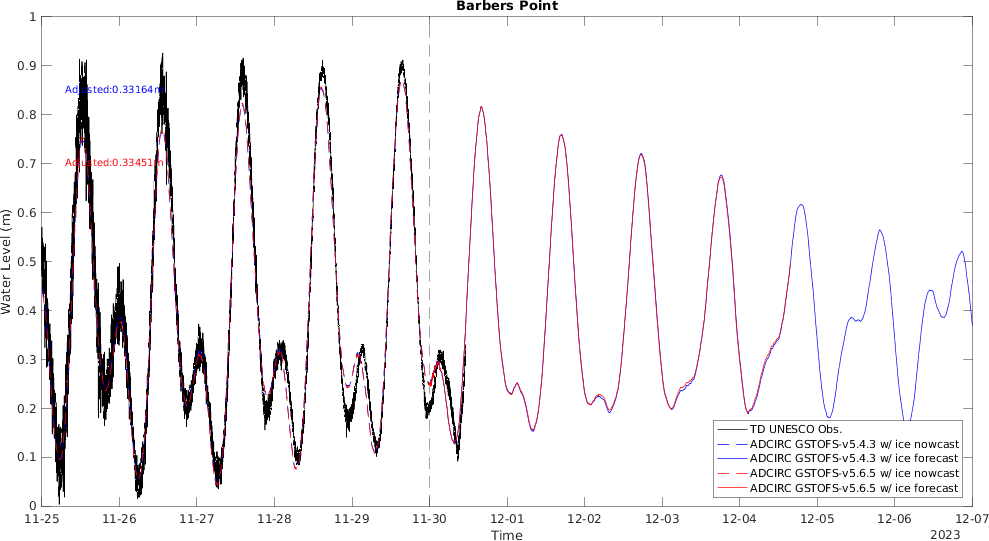 Barbers Point
1
0.9
0.8
0.7
0.6
0.5
0.4
0.3
0.2
0.1
0
Water Level (m)
Adjusted:0.33164m
Adjusted:0.33451m
TD UNESCO Obs.
ADCIRC GSTOFS-v5.4.3 w/ ice nowcast
ADCIRC GSTOFS-v5.4.3 w/ ice forecast
ADCIRC GSTOFS-v5.6.5 w/ ice nowcast
ADCIRC GSTOFS-v5.6.5 w/ ice forecast
11-25 11-26 11-27 11-28 11-29 11-30 12-01 12-02 12-03 12-04 12-05 12-06 12-07
Time
2023